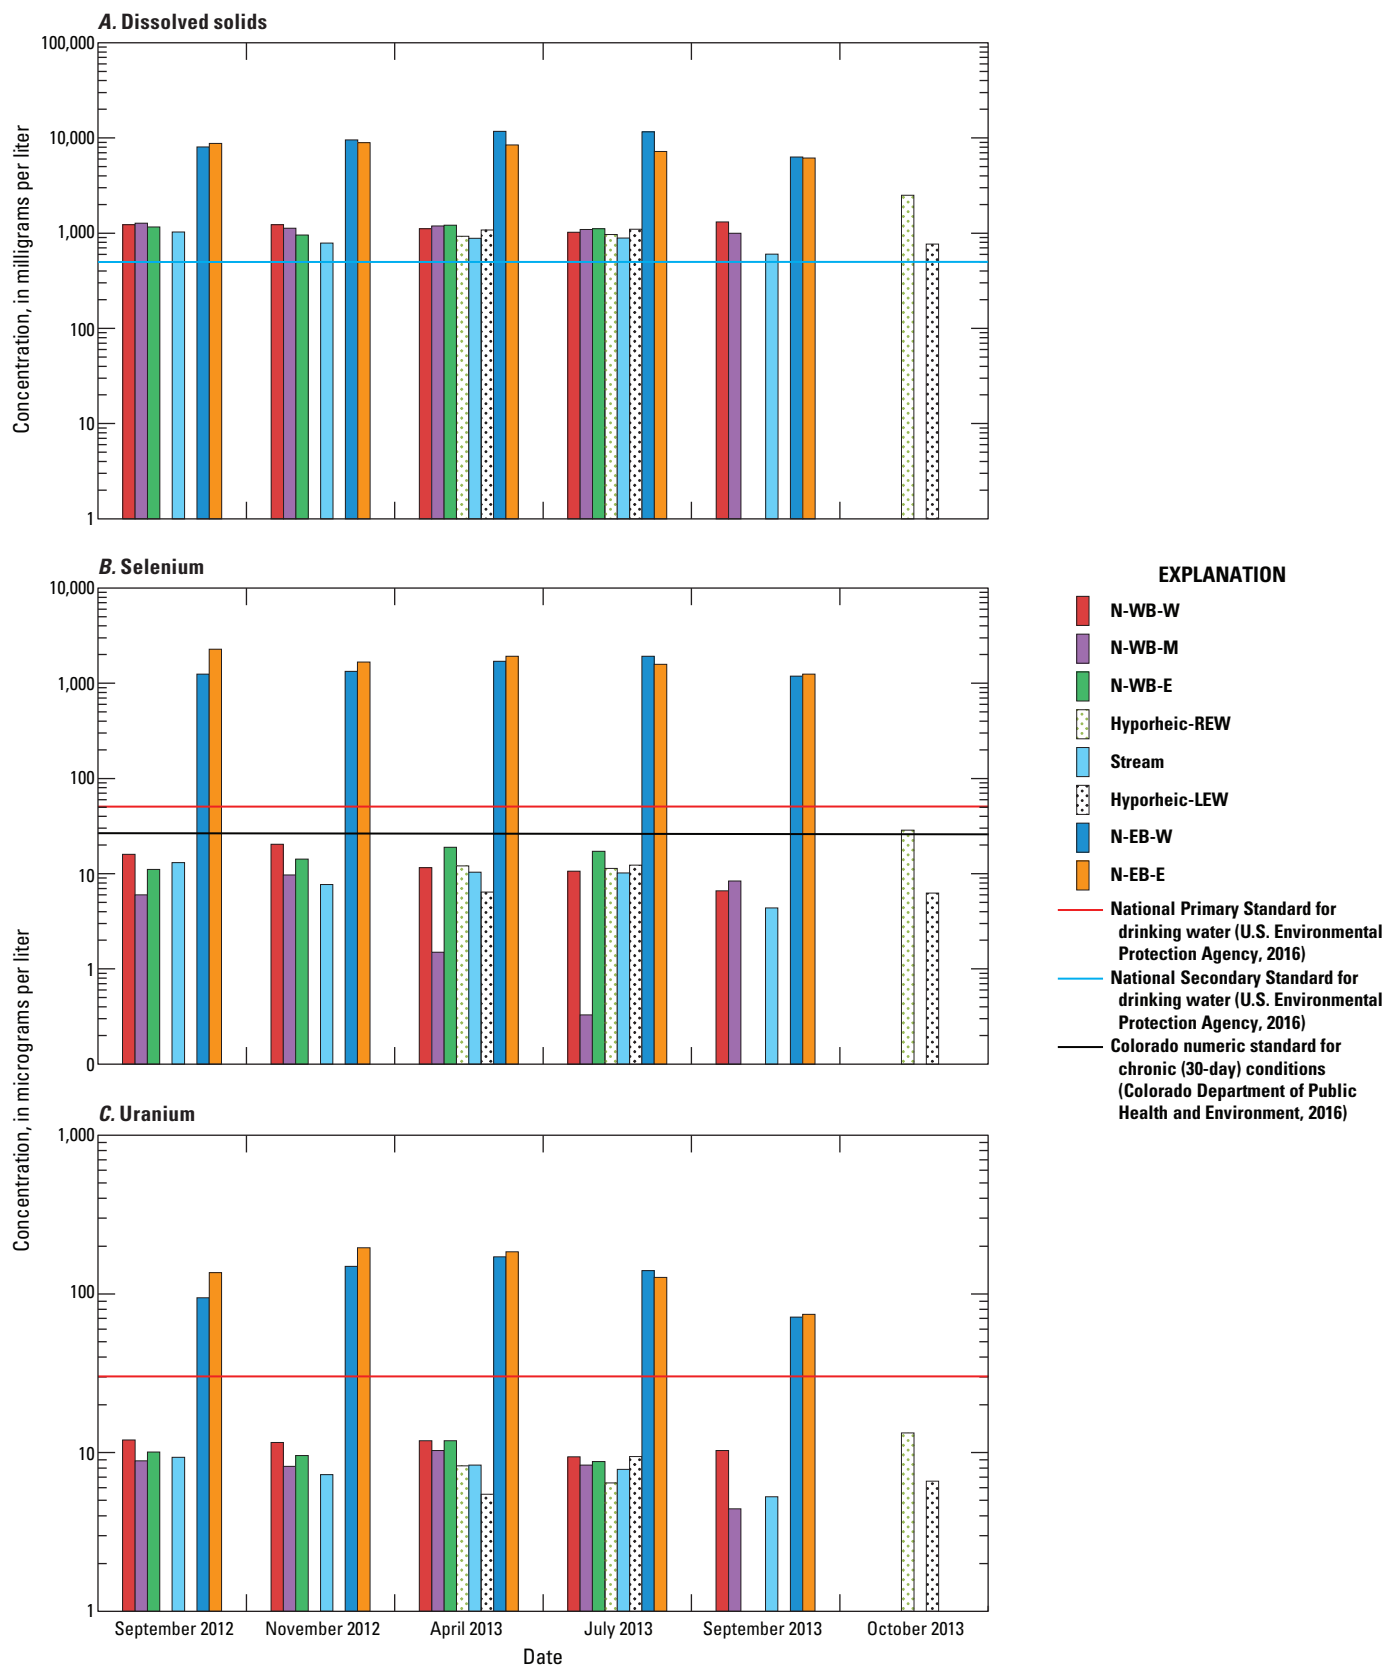 A. Dissolved solids
100,000
10,000
1,000
100
10
1
Concentration, in milligrams per liter
B. Selenium
10,000
1,000
100
10
1
0
Concentration, in micrograms per liter
C. Uranium
1,000
100
10
1
September 2012
November 2012
April 2013
July 2013
September 2013
October 2013
Date
EXPLANATION
N-WB-W
N-WB-M
N-WB-E
Hyporheic-REW
Stream
Hyporheic-LEW
N-EB-W
N-EB-E
National Primary Standard for
drinking water (U.S. Environmental
Protection Agency, 2016)
National Secondary Standard for
drinking water (U.S. Environmental
Protection Agency, 2016)
Colorado numeric standard for
chronic (30-day) conditions
(Colorado Department of Public
Health and Environment, 2016)